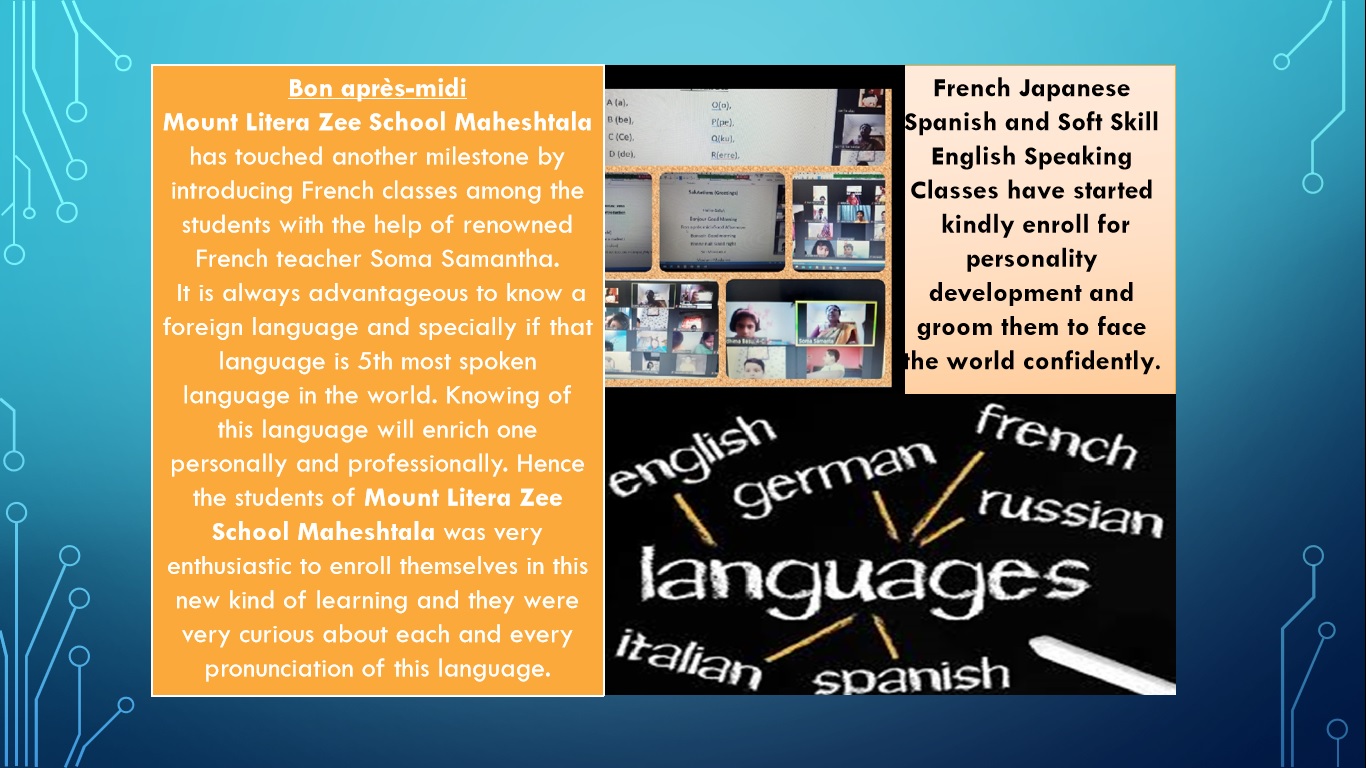 Bon après-midi
Mount Litera Zee School Maheshtala
has touched another milestone by
introducing French classes among the
students with the help of renowned
French teacher Soma Samantha.
It is always advantageous to know a
foreign language and specially if that
language is 5th most spoken
language in the world. Knowing of
this language will enrich one
personally and professionally. Hence
the students of Mount Litera Zee
School Maheshtala was very
enthusiastic to enroll themselves in this
new kind of learning and they were
very curious about each and every
pronunciation of this language.
A (a),
B (be),
C (Ce),
D (de),
O(o),
P(pe),
Q(ku),
R(erre),
Salutations (Greetings)
French Japanese
Spanish and Soft Skill
English Speaking
Classes have started
kindly enroll for
personality
development and
groom them to face
the world confidently.
english
german
french
russian
languages
italian
spanish